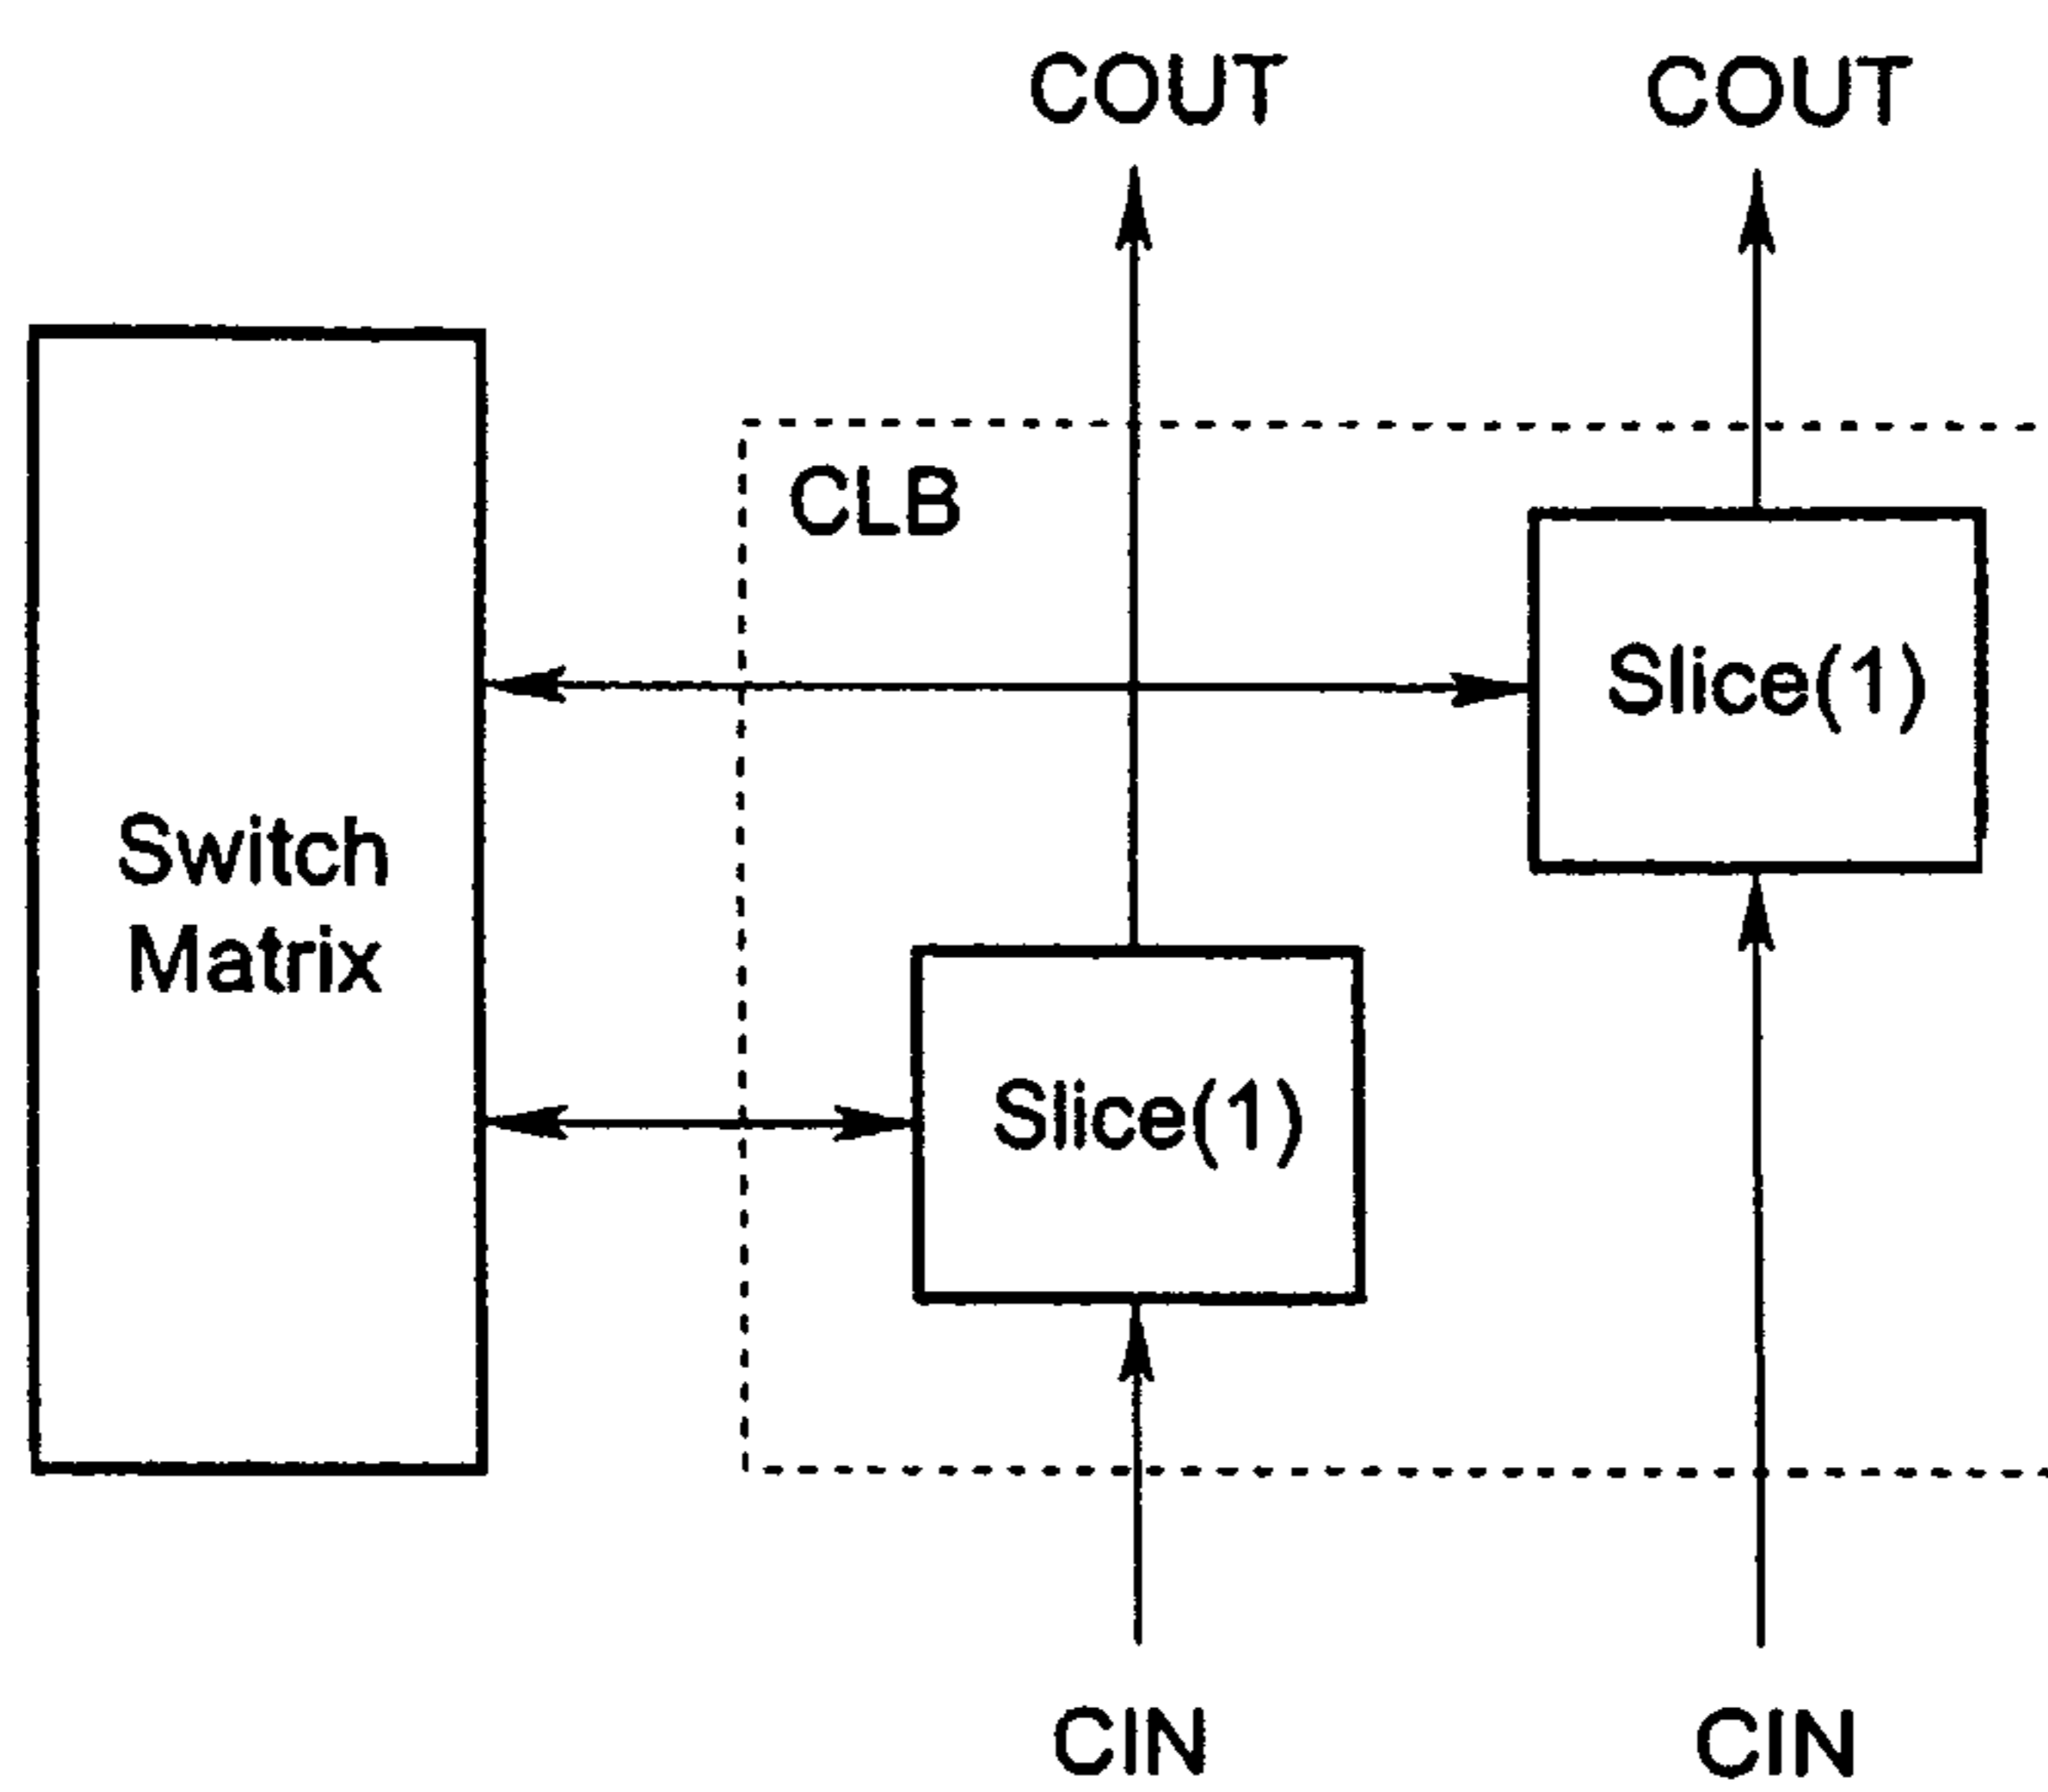 COUT
COUT
CLB
Slice(1)
Switch
Matrix
Slice(1)
CIN
CIN